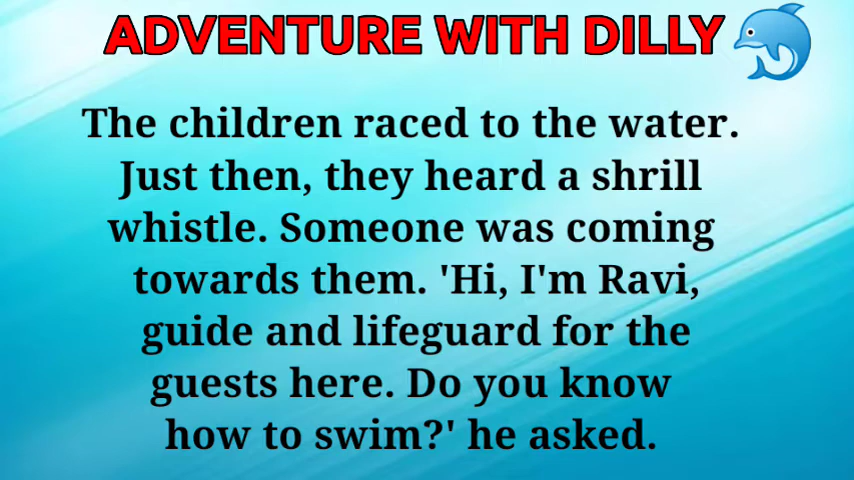 ADVENTURE WITH DILLY
The children raced to the water.
Just then, they heard a shrill
whistle. Someone was coming
towards them. 'Hi, I'm Ravi,
guide and lifeguard for the
guests here. Do you know
how to swim?' he asked.